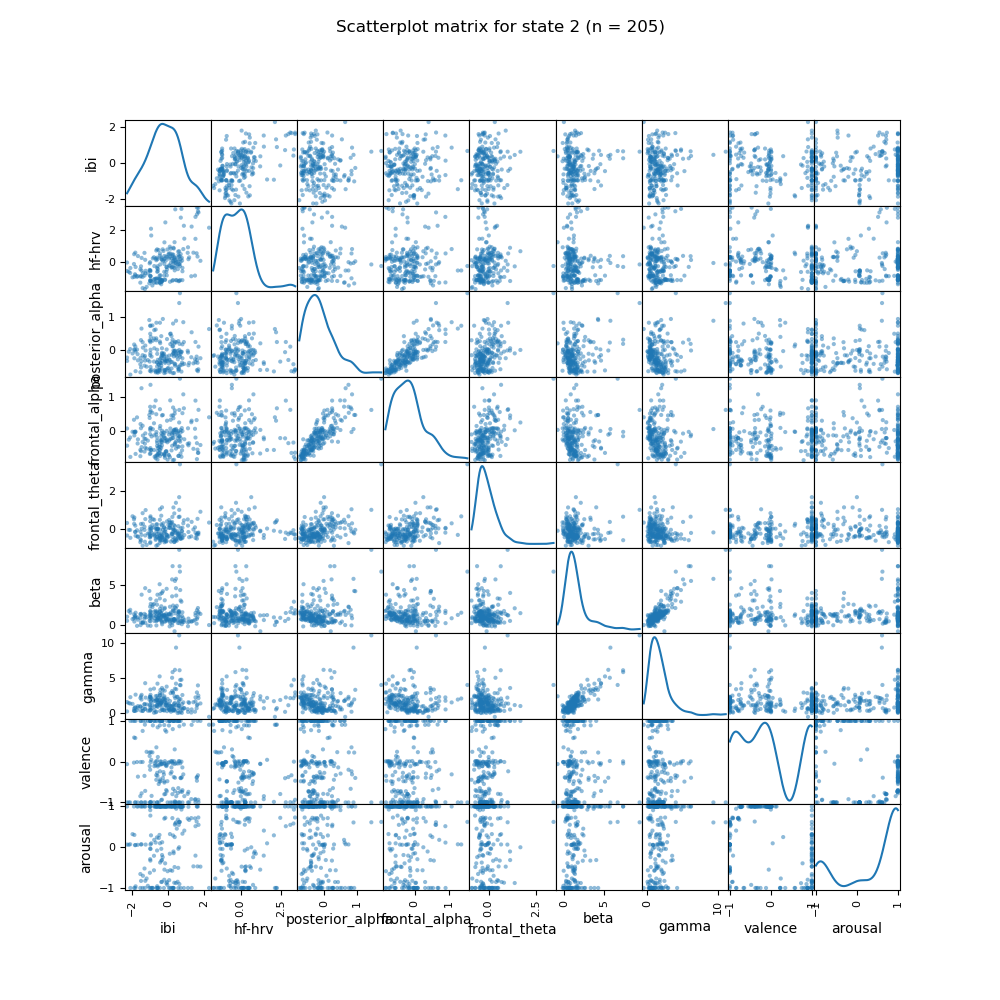 Scatterplot matrix for state 2 (n = 205)
2
0
-2
ibi
2
0
hf-hrv
1
0
posterior_alpha
1
0
frontal_alpha
2
0
frontal_theta
5
0
beta
10
5
0
gamma
1
0
−1
valence
1
0
−1
arousal
−2 0 2 0.0 2.5 0 1 0 1 0.0 2.5 0 5 0 10 −1 0 1 −1 0 1
ibi hf-hrv posterior_alpha frontal_alpha frontal_theta beta gamma valence arousal